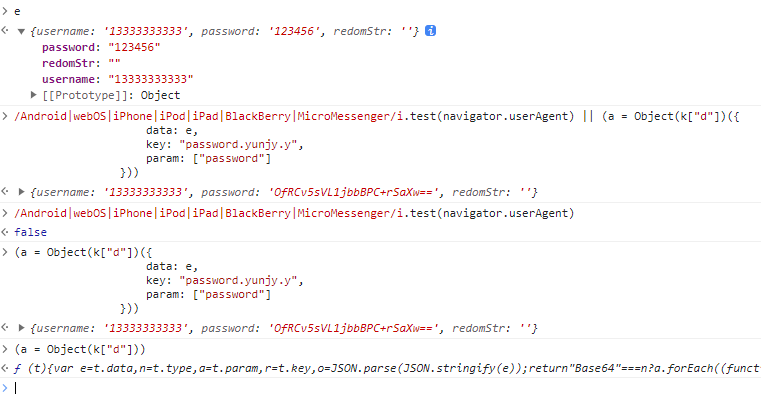 > e
{username: '13333333333', password: '123456', redomStr: ''} i
password: "123456"
redomStr: ""
username: "13333333333"
[[Prototype]]: Object
> /Android|webOS|iPhone|iPod|iPad|BlackBerry|MicroMessenger/i.test(navigator.userAgent) || (a = Object(k["d"])({
data: e,
key: "password.yunjy.y",
param: ["password"]
}))
{username: '13333333333', password: 'OfRCv5sVL1jbbBPC+rSaXw==', redomStr: ''}
> /Android|webOS|iPhone|iPod|iPad|BlackBerry|MicroMessenger/i.test(navigator.userAgent)
false
> (a = Object(k["d"])({
data: e,
key: "password.yunjy.y",
param: ["password"]
}))
{username: '13333333333', password: 'OfRCv5sVL1jbbBPC+rSaXw==', redomStr: ''}
> (a = Object(k["d"]))
ƒ (t){var e=t.data,n=t.type,a=t.param,r=t.key,o=JSON.parse(JSON.stringify(e));return"Base64"===n?a.forEach((funct
>